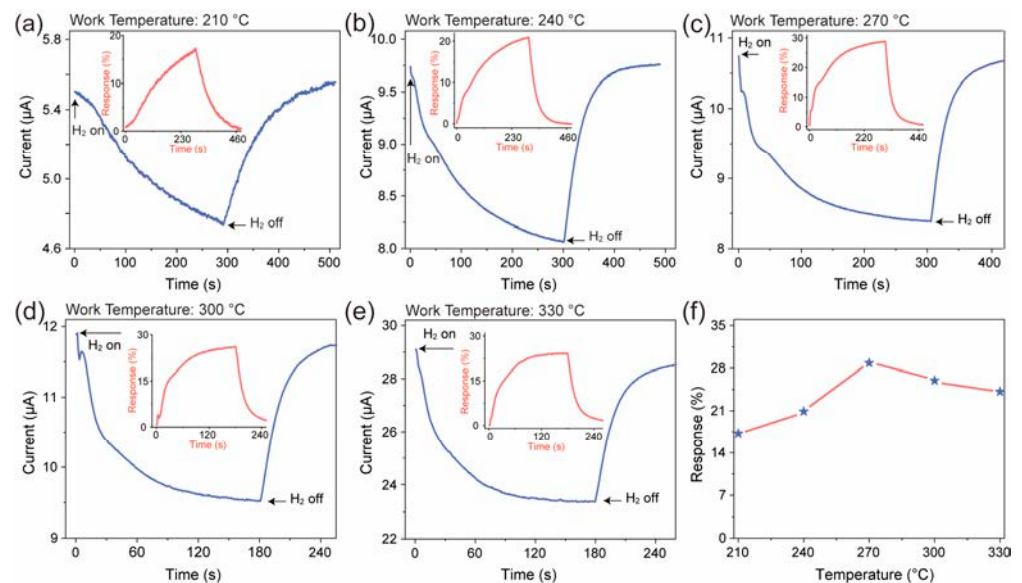 (a) Work Temperature: 210 °C
5.8
5.4
5.0
4.6
Current (µA)
0 100 200 300 400 500
Time (s)
H₂ on
H₂ off
20
10
0
Response (%)
0 230 460
Time (s)
(b) Work Temperature: 240 °C
10.0
9.5
9.0
8.5
8.0
Current (µA)
0 100 200 300 400 500
Time (s)
H₂ on
H₂ off
20
10
0
Response (%)
0 230 460
Time (s)
(c) Work Temperature: 270 °C
11
10
9
8
Current (µA)
0 100 200 300 400
Time (s)
H₂ on
H₂ off
30
20
10
0
Response (%)
0 220 440
Time (s)
(d) Work Temperature: 300 °C
12
11
10
9
Current (µA)
0 60 120 180 240
Time (s)
H₂ on
H₂ off
30
15
0
Response (%)
0 120 240
Time (s)
(e) Work Temperature: 330 °C
30
28
26
24
22
Current (µA)
0 60 120 180 240
Time (s)
H₂ on
H₂ off
30
15
0
Response (%)
0 120 240
Time (s)
(f)
35
28
21
14
7
0
Response (%)
210 240 270 300 330
Temperature (°C)